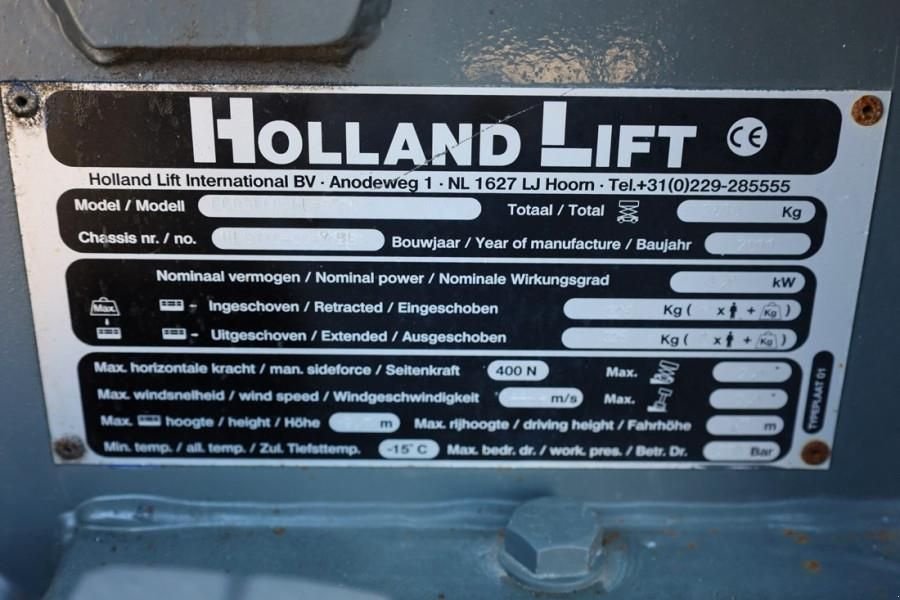 HOLLAND LIFT CE
Holland Lift International BV · Anodeweg 1 · NL 1627 LJ Hoorn · Tel.+31(0)229-285555
Model / Modell Totaal / Total Kg
Chassis nr. / no. Bouwjaar / Year of manufacture / Baujahr
Nominaal vermogen / Nominal power / Nominale Wirkungsgrad kW
Max. Ingeschoven / Retracted / Eingeschoben Kg ( x + Kg )
Uitgeschoven / Extended / Ausgeschoben Kg ( x + Kg )
Max. horizontale kracht / man. sideforce / Seitenkraft 400 N Max.
Max. windsnelheid / wind speed / Windgeschwindigkeit m/s Max.
Max. hoogte / height / Höhe m Max. rijhoogte / driving height / Fahrhöhe m
Min. temp. / all. temp. / Zul. Tiefsttemp. -15°C Max. bedr. dr. / work. pres. / Betr. Dr. Bar
TYPEPLAAT 01